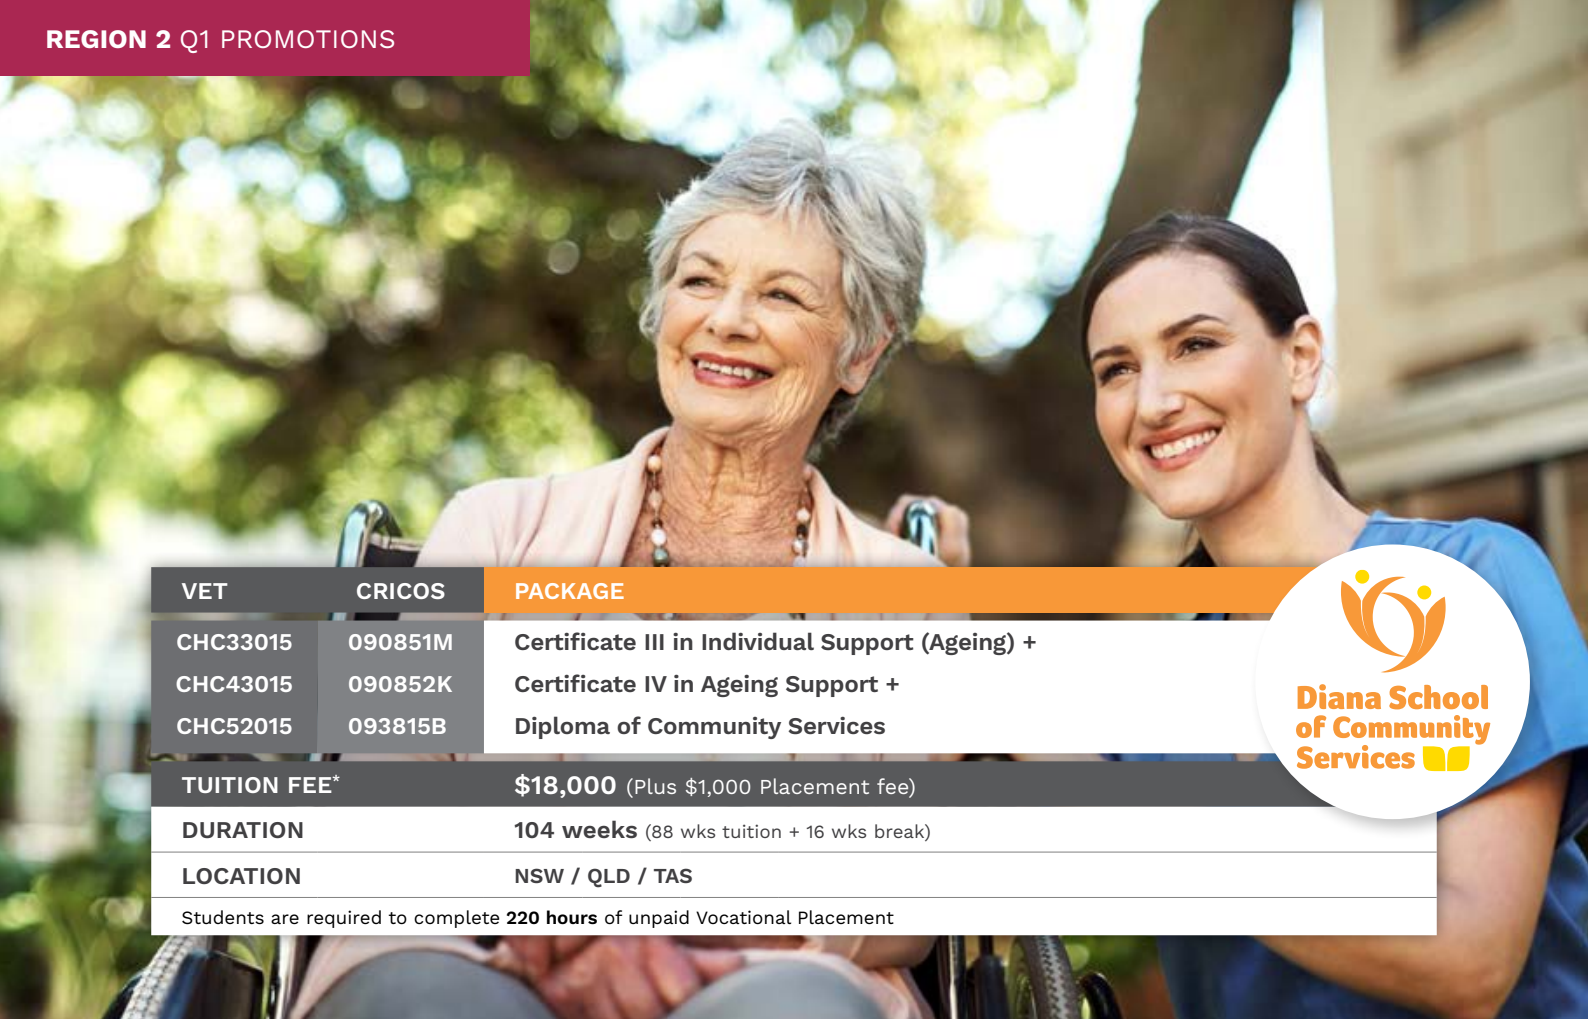 REGION 2 Q1 PROMOTIONS
VET CRICOS PACKAGE
CHC33015 090851M Certificate III in Individual Support (Ageing) +
CHC43015 090852K Certificate IV in Ageing Support +
CHC52015 093815B Diploma of Community Services
Diana School
of Community
Services
TUITION FEE* $18,000 (Plus $1,000 Placement fee)
DURATION 104 weeks (88 wks tuition + 16 wks break)
LOCATION NSW / QLD / TAS
Students are required to complete 220 hours of unpaid Vocational Placement